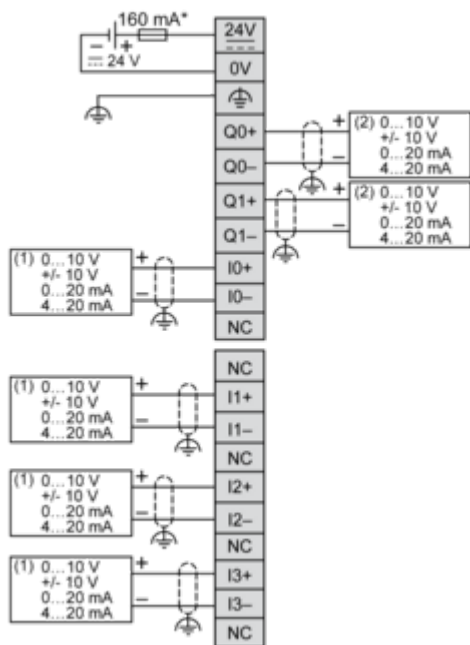 160 mA*
− +
24 V
24V
0V
Q0+
Q0−
Q1+
Q1−
I0+
I0−
NC
+
−
(2) 0...10 V
+/- 10 V
0...20 mA
4...20 mA
+
−
(2) 0...10 V
+/- 10 V
0...20 mA
4...20 mA
(1) 0...10 V
+/- 10 V
0...20 mA
4...20 mA
+
−
NC
I1+
I1−
NC
I2+
I2−
NC
I3+
I3−
NC
(1) 0...10 V
+/- 10 V
0...20 mA
4...20 mA
+
−
(1) 0...10 V
+/- 10 V
0...20 mA
4...20 mA
+
−
(1) 0...10 V
+/- 10 V
0...20 mA
4...20 mA
+
−